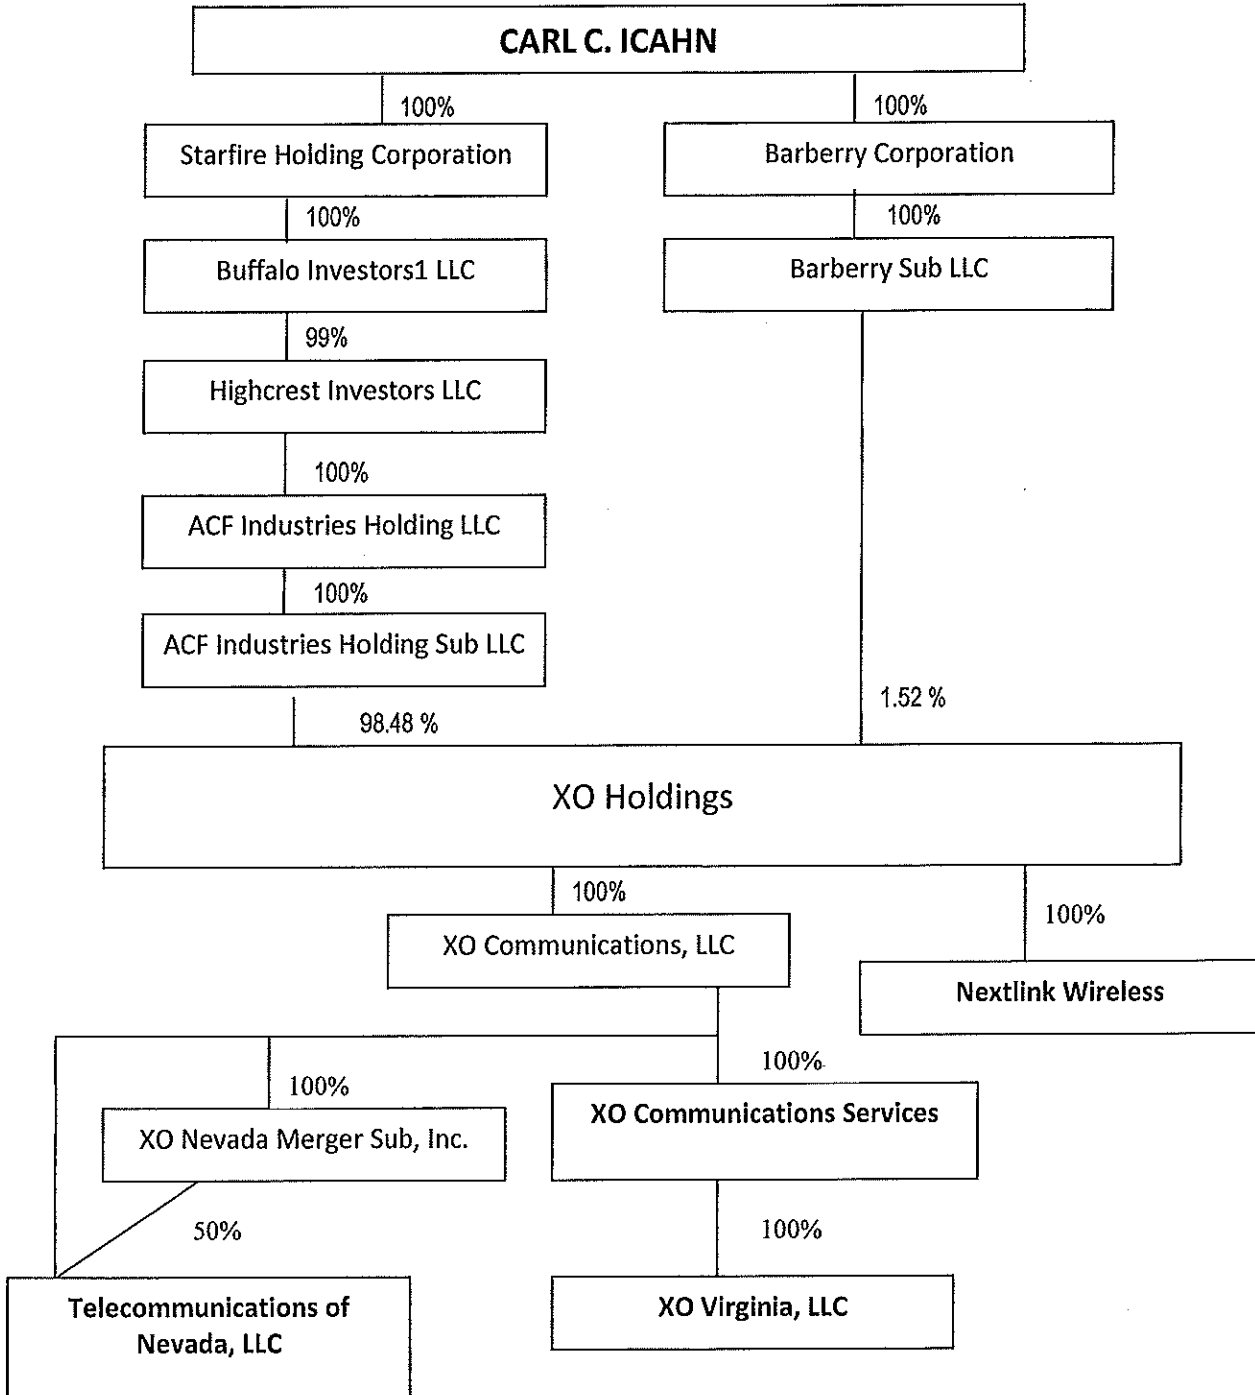 CARL C. ICAHN
100%
100%
Starfire Holding Corporation
Barberry Corporation
100%
100%
Buffalo Investors1 LLC
Barberry Sub LLC
99%
Highcrest Investors LLC
100%
ACF Industries Holding LLC
100%
ACF Industries Holding Sub LLC
98.48 %
1.52 %
XO Holdings
100%
100%
XO Communications, LLC
Nextlink Wireless
100%
100%
XO Nevada Merger Sub, Inc.
XO Communications Services
50%
100%
Telecommunications of
Nevada, LLC
XO Virginia, LLC